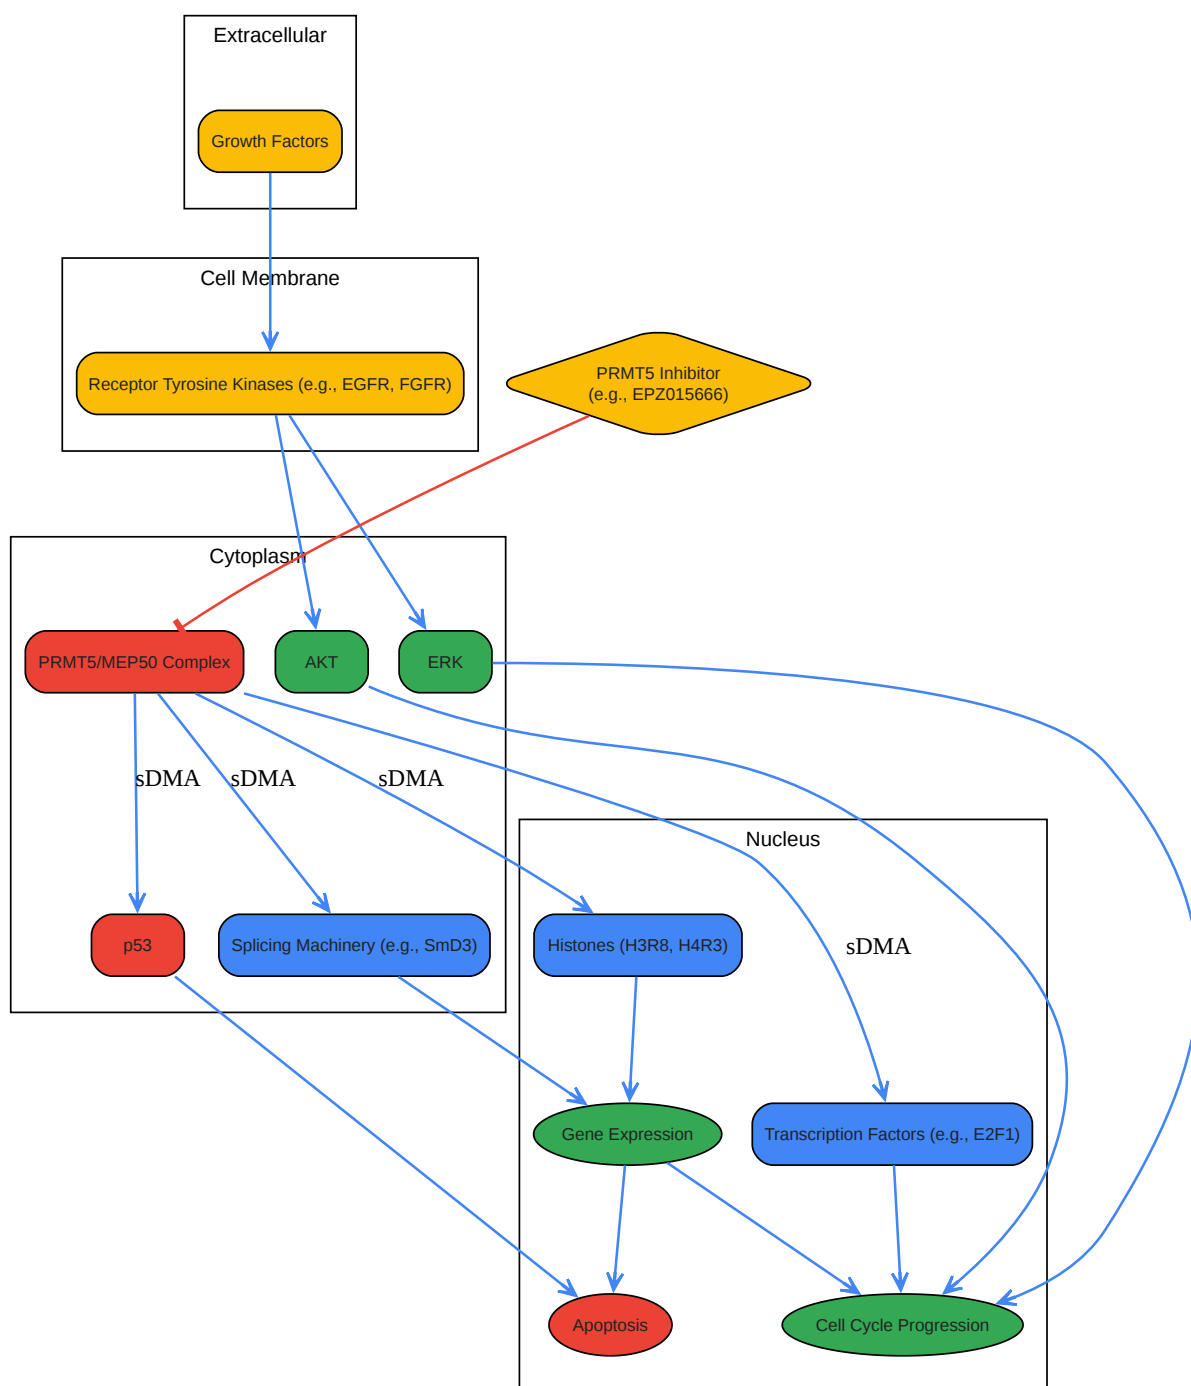 Extracellular
Growth Factors
Cell Membrane
Receptor Tyrosine Kinases (e.g., EGFR, FGFR)
PRMT5 Inhibitor
(e.g., EPZ015666)
Cytoplasm
PRMT5/MEP50 Complex
AKT
ERK
sDMA
sDMA
sDMA
Nucleus
p53
Splicing Machinery (e.g., SmD3)
Histones (H3R8, H4R3)
sDMA
Gene Expression
Transcription Factors (e.g., E2F1)
Apoptosis
Cell Cycle Progression